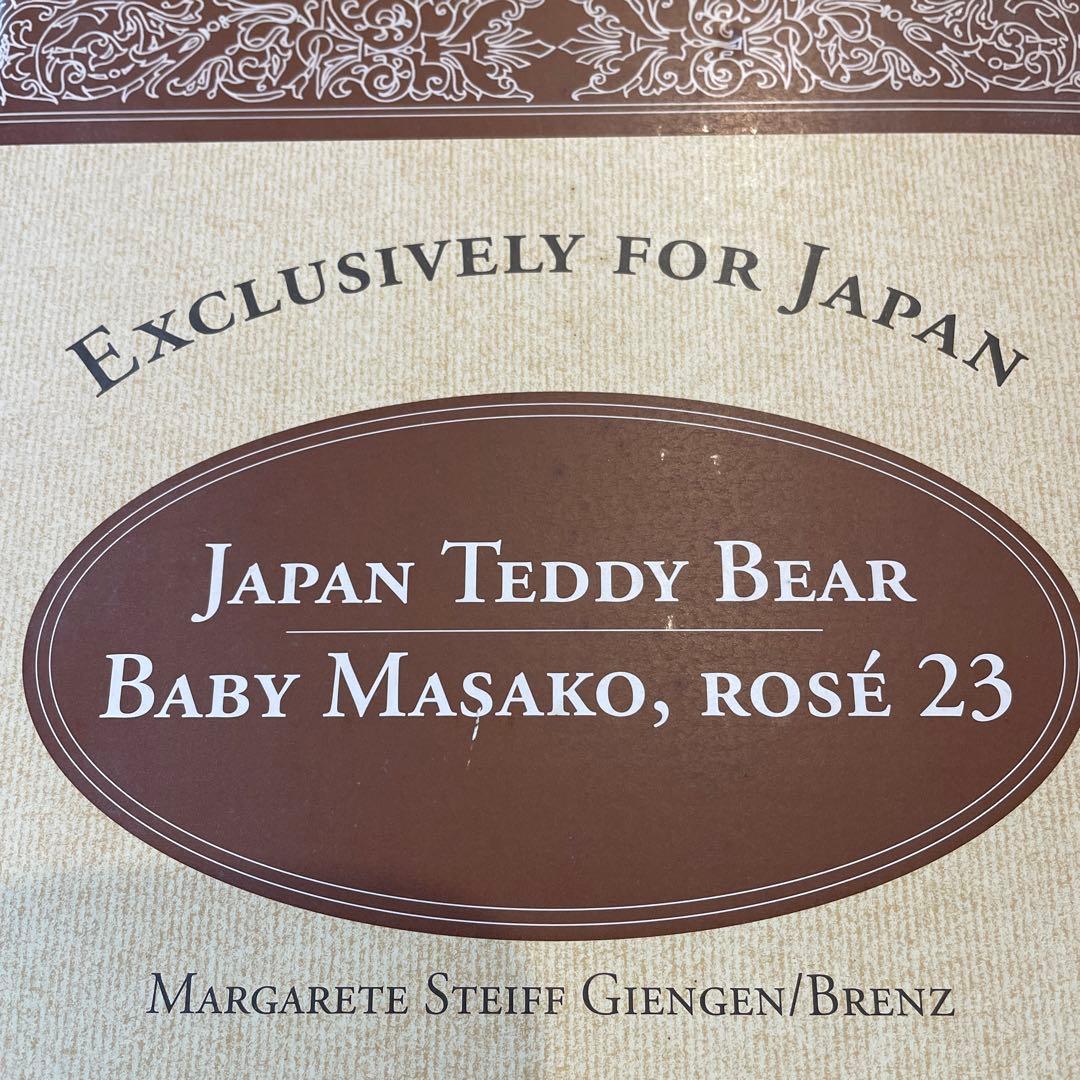 Exclusively for Japan
Japan Teddy Bear
Baby Masako, rosé 23
Margarete Steiff Giengen/Brenz